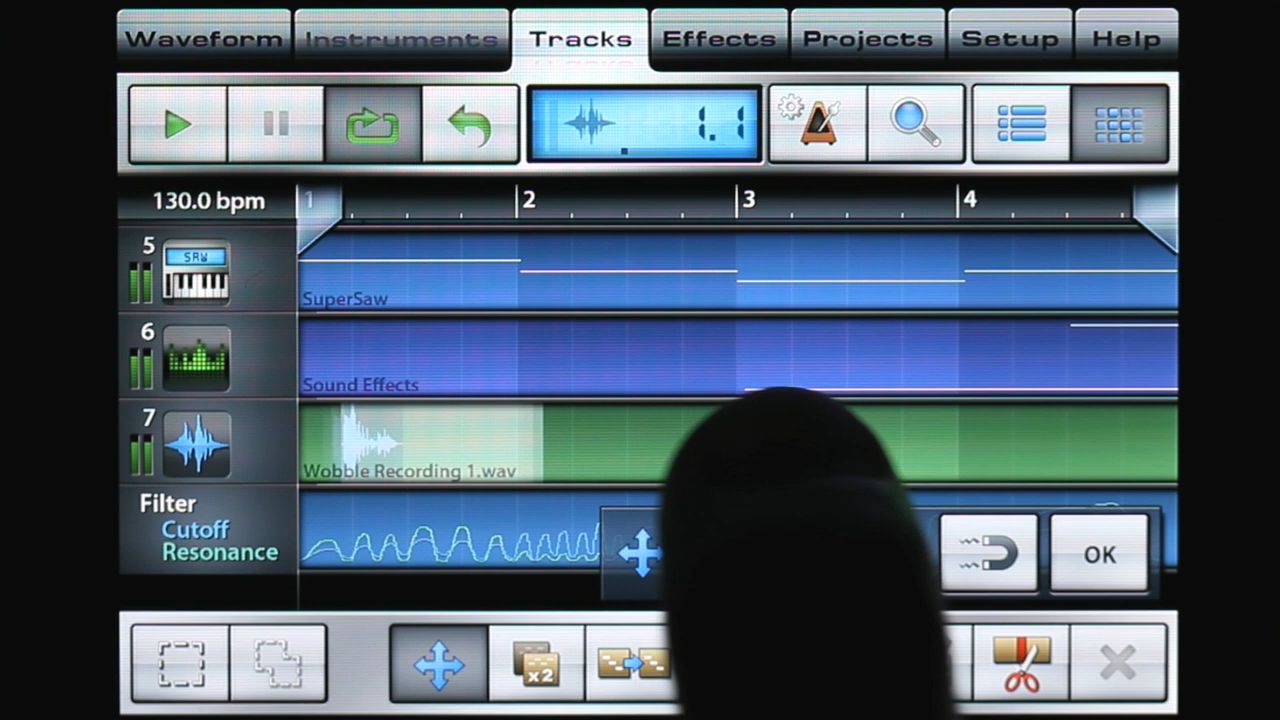 Waveform Instruments Tracks Effects Projects Setup Help
1.1
130.0 bpm 1 2 3 4
5 SAW
SuperSaw
6
Sound Effects
7
Wobble Recording 1.wav
Filter
Cutoff
Resonance
OK
x2